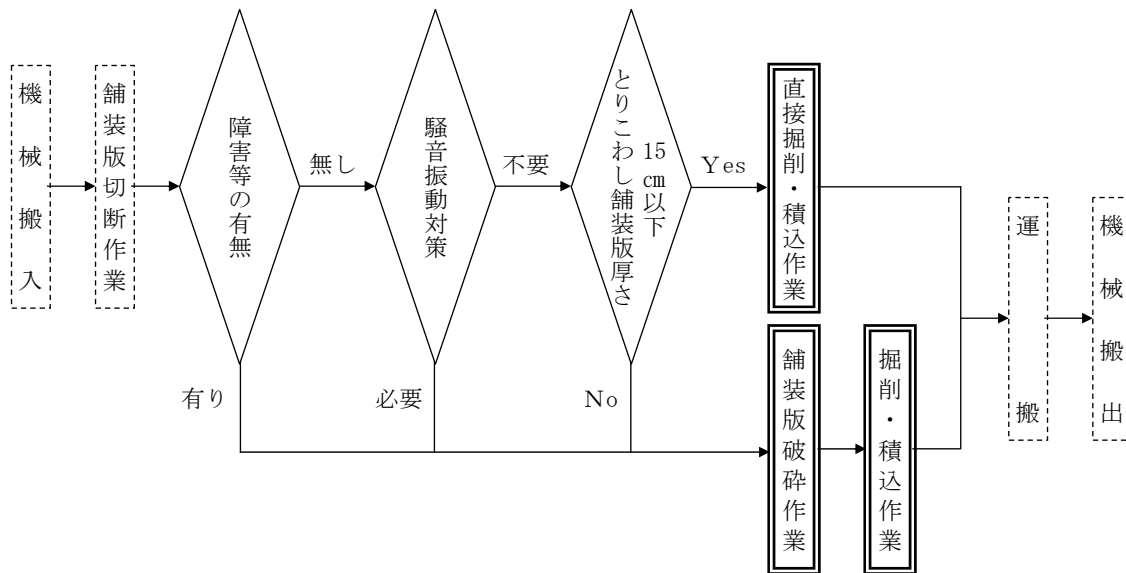 機械搬入
舗装版切断作業
障害等の有無
無し
有り
騒音振動対策
不要
必要
とりこわし舗装版厚さ
15cm以下
Yes
No
直接掘削・積込作業
舗装版破砕作業
掘削・積込作業
運搬
機械搬出